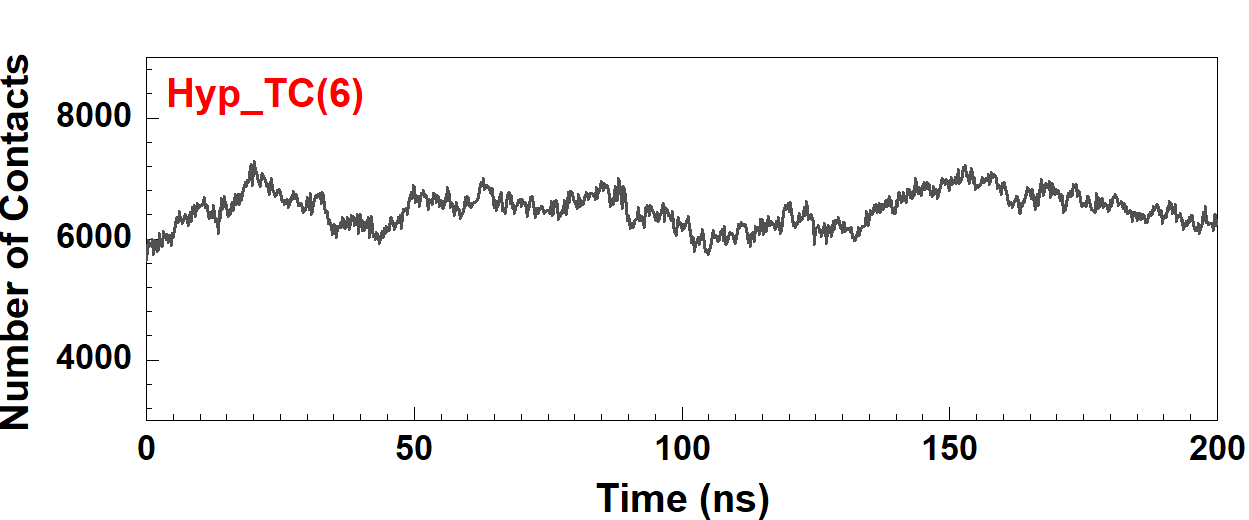 Hyp_TC(6)
Number of Contacts
8000
6000
4000
0 50 100 150 200
Time (ns)